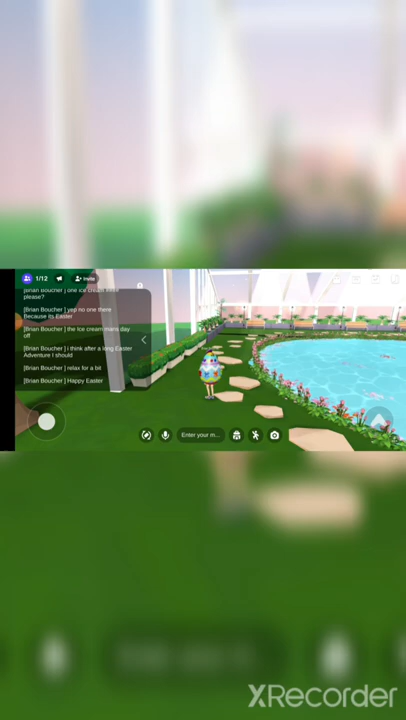 1/12 Invite
[Brian Boucher ] one ice cream
please?
[Brian Boucher ] yep no one there
Because its Easter
[Brian Boucher ] the Ice cream mans day
off
[Brian Boucher ] i think after a long Easter
Adventure I should
[Brian Boucher ] relax for a bit
[Brian Boucher ] Happy Easter
Enter your m...
XRecorder